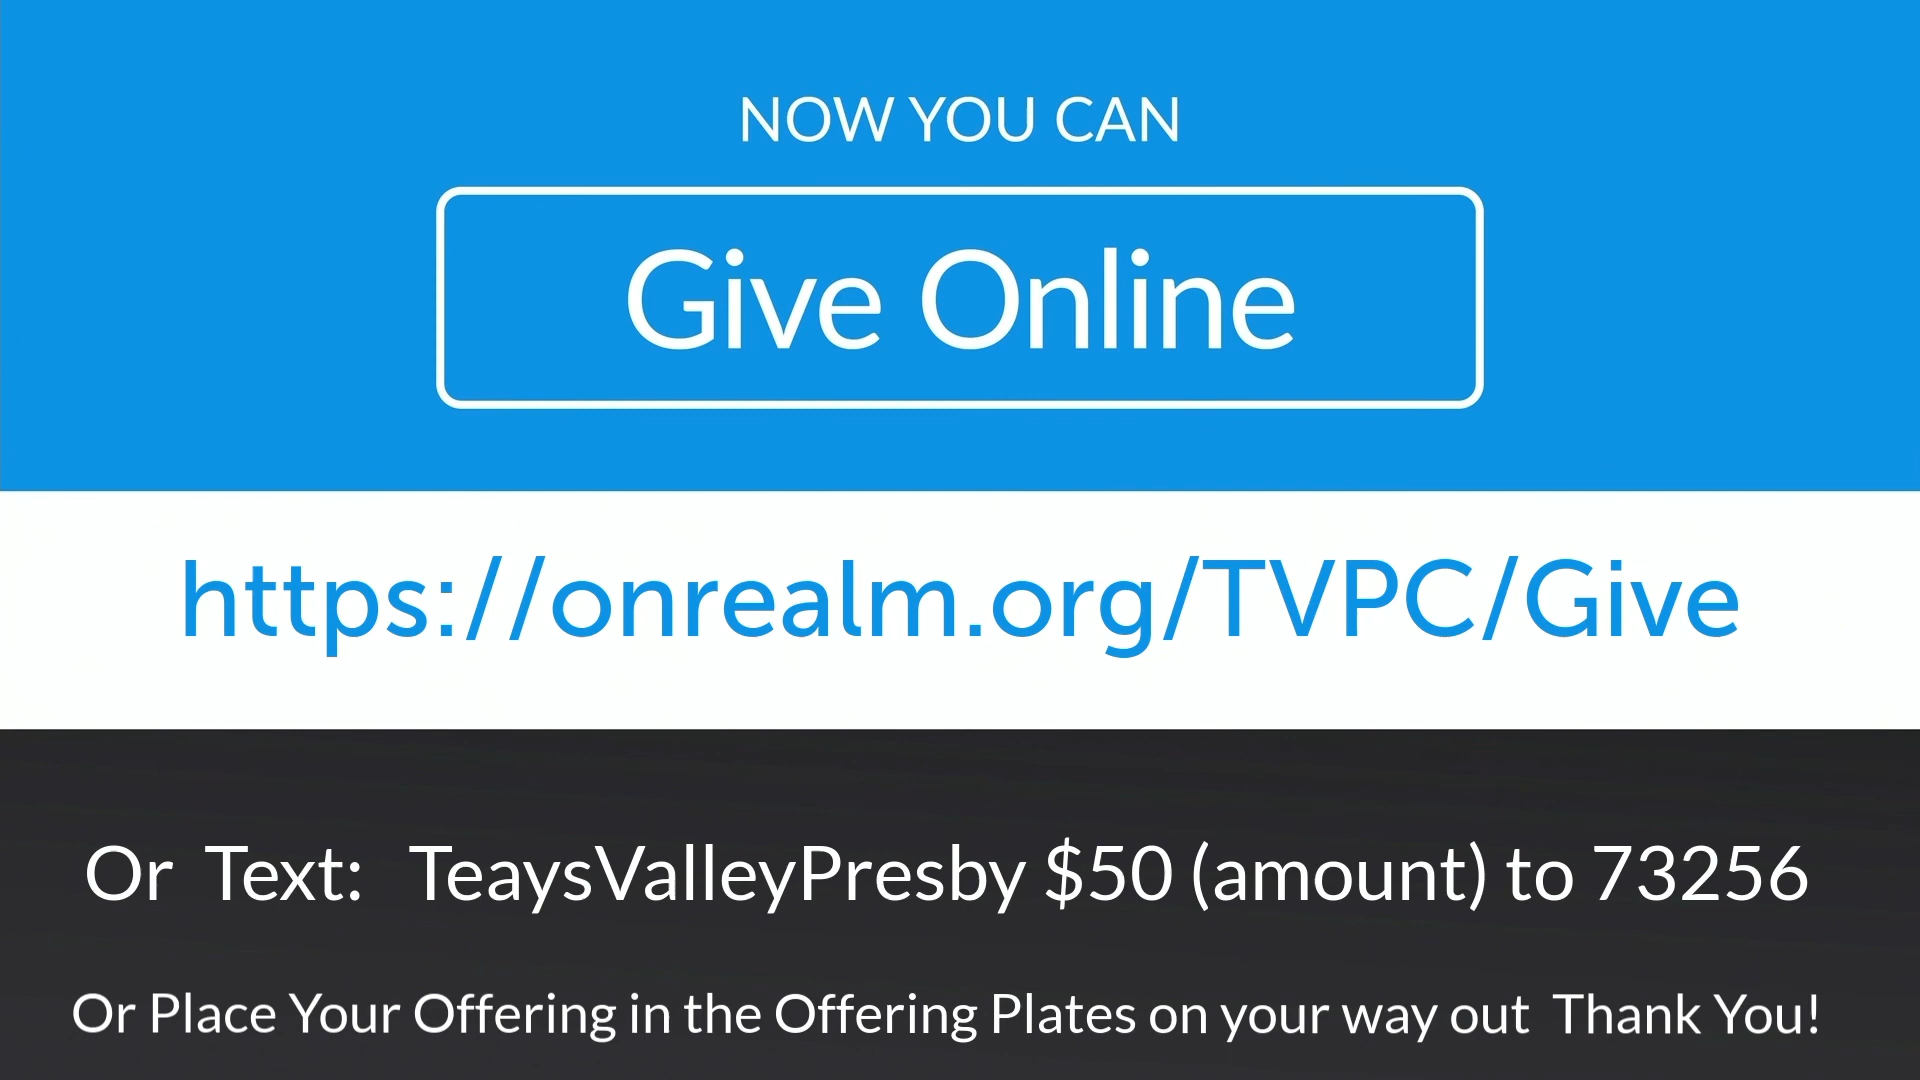 NOW YOU CAN
Give Online
https://onrealm.org/TVPC/Give
Or Text: TeaysValleyPresby $50 (amount) to 73256
Or Place Your Offering in the Offering Plates on your way out Thank You!